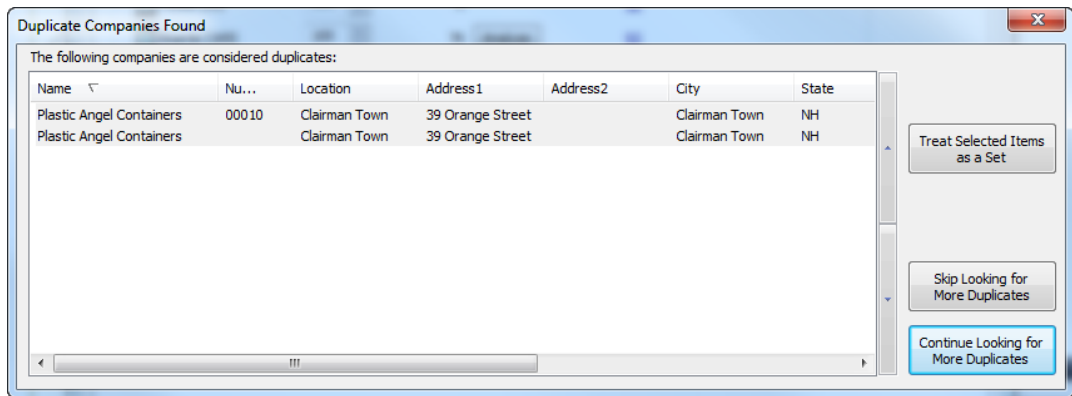 Duplicate Companies Found
The following companies are considered duplicates:
Name Nu... Location Address1 Address2 City State
Plastic Angel Containers 00010 Clairman Town 39 Orange Street Clairman Town NH
Plastic Angel Containers Clairman Town 39 Orange Street Clairman Town NH
Treat Selected Items
as a Set
Skip Looking for
More Duplicates
Continue Looking for
More Duplicates